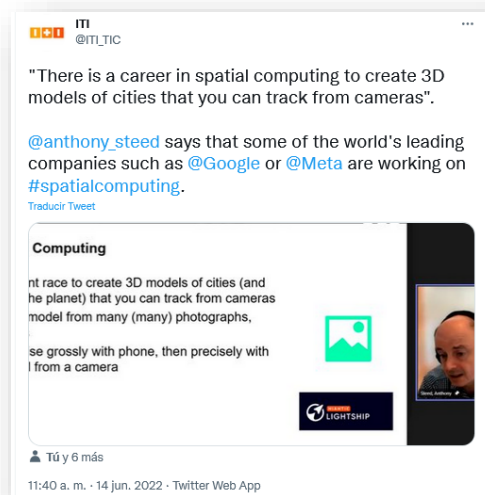 ITI
@ITI_TIC
"There is a career in spatial computing to create 3D
models of cities that you can track from cameras".
@anthony_steed says that some of the world's leading
companies such as @Google or @Meta are working on
#spatialcomputing.
Traducir Tweet
Computing
nt race to create 3D models of cities (and
he planet) that you can track from cameras
model from many (many) photographs,
se grossly with phone, then precisely with
from a camera
NIANTIC
LIGHTSHIP
Steed, Anthony
Tú y 6 más
11:40 a. m. · 14 jun. 2022 · Twitter Web App